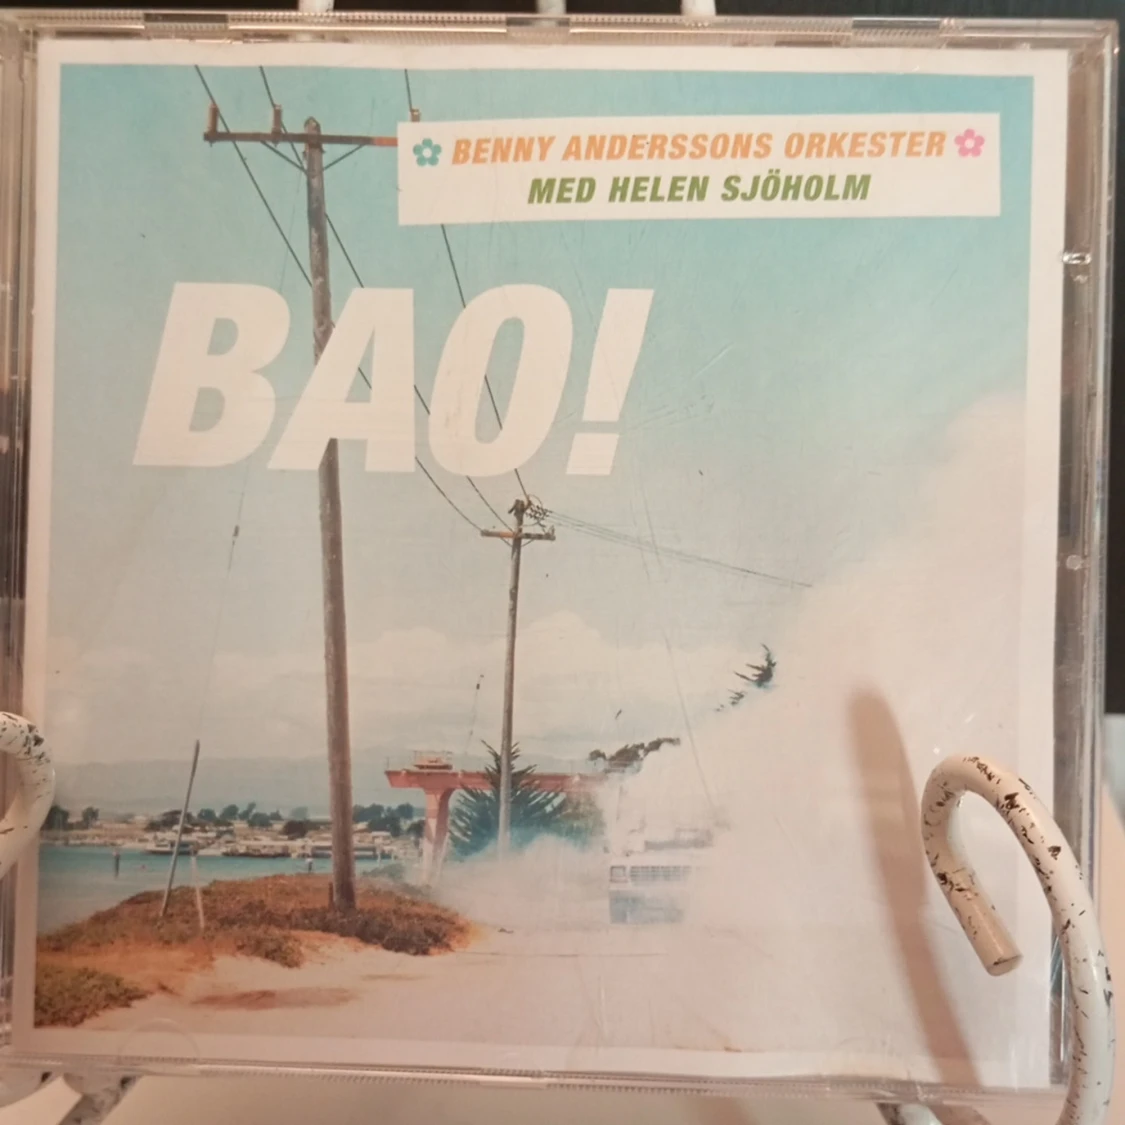 BENNY ANDERSSONS ORKESTER
MED HELEN SJÖHOLM
BAO!